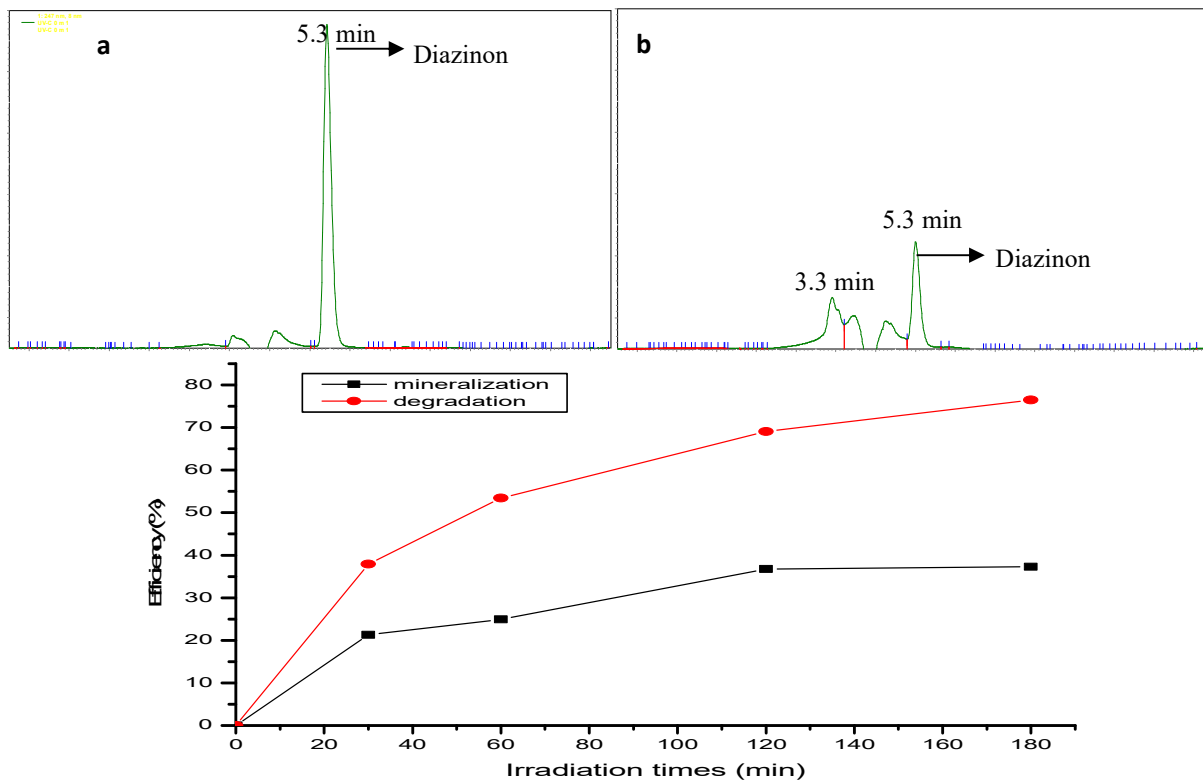 a
5.3 min
Diazinon
b
5.3 min
3.3 min
Diazinon
mineralization
degradation
Efficiency(%)
80
70
60
50
40
30
20
10
0
0 20 40 60 80 100 120 140 160 180
Irradiation times (min)